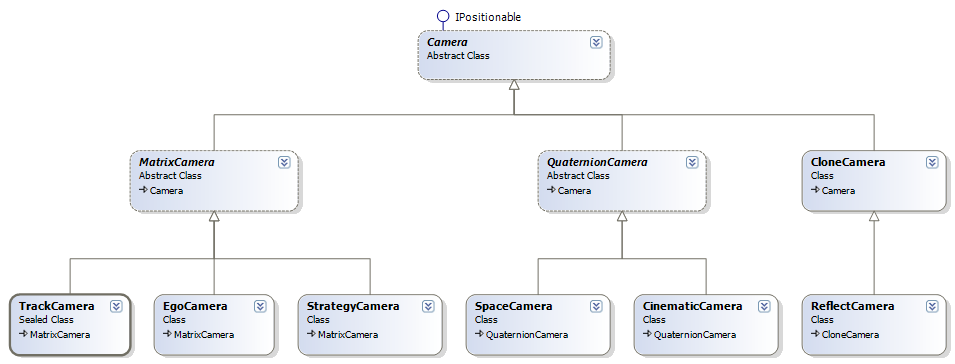 IPositionable
Camera
Abstract Class
MatrixCamera
Abstract Class
Camera
QuaternionCamera
Abstract Class
Camera
CloneCamera
Class
Camera
TrackCamera
Sealed Class
MatrixCamera
EgoCamera
Class
MatrixCamera
StrategyCamera
Class
MatrixCamera
SpaceCamera
Class
QuaternionCamera
CinematicCamera
Class
QuaternionCamera
ReflectCamera
Class
CloneCamera